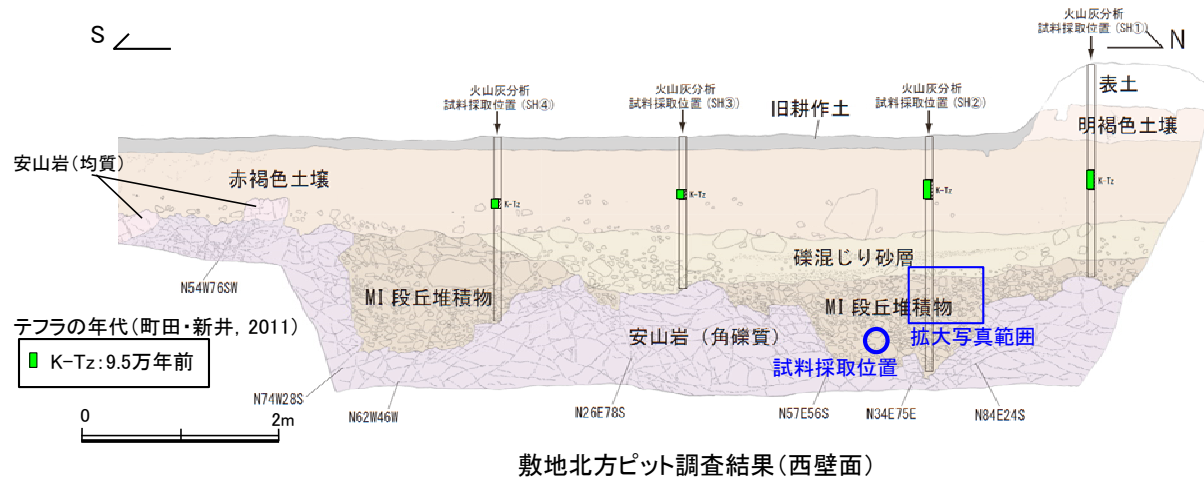 S
N
火山灰分析
試料採取位置(SH①)
火山灰分析
試料採取位置(SH④)
火山灰分析
試料採取位置(SH③)
火山灰分析
試料採取位置(SH②)
旧耕作土
表土
明褐色土壌
安山岩(均質)
赤褐色土壌
K-Tz
K-Tz
K-Tz
K-Tz
礫混じり砂層
N54W76SW
MI 段丘堆積物
MI 段丘堆積物
安山岩 (角礫質)
拡大写真範囲
試料採取位置
テフラの年代(町田・新井, 2011)
K-Tz:9.5万年前
N74W28S
N62W46W
N26E78S
N57E56S
N34E75E
N84E24S
0
2m
敷地北方ピット調査結果(西壁面)